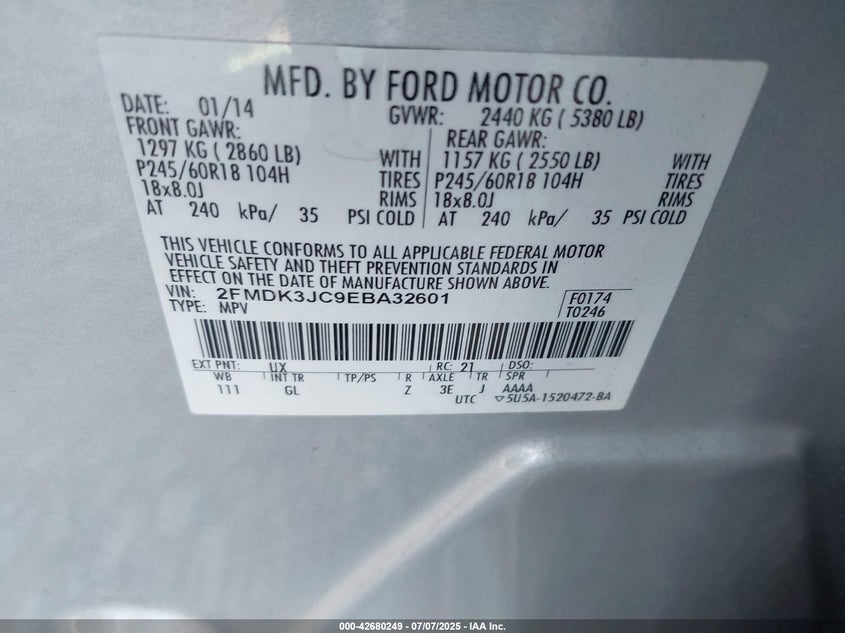 MFD. BY FORD MOTOR CO.
DATE: 01/14 GVWR: 2440 KG ( 5380 LB)
FRONT GAWR: REAR GAWR:
1297 KG ( 2860 LB) WITH 1157 KG ( 2550 LB) WITH
P245/60R18 104H TIRES P245/60R18 104H TIRES
18x8.0J RIMS 18x8.0J RIMS
AT 240 kPa/ 35 PSI COLD AT 240 kPa/ 35 PSI COLD
THIS VEHICLE CONFORMS TO ALL APPLICABLE FEDERAL MOTOR
VEHICLE SAFETY AND THEFT PREVENTION STANDARDS IN
EFFECT ON THE DATE OF MANUFACTURE SHOWN ABOVE.
VIN: 2FMDK3JC9EBA32601 F0174
TYPE: MPV T0246
EXT PNT: UX RC: 21 DSO:
WB INT TR TP/PS R AXLE TR SPR
111 GL Z 3E J AAAA
UTC ▽5U5A-1520472-BA
000-42680249 - 07/07/2025 - IAA Inc.